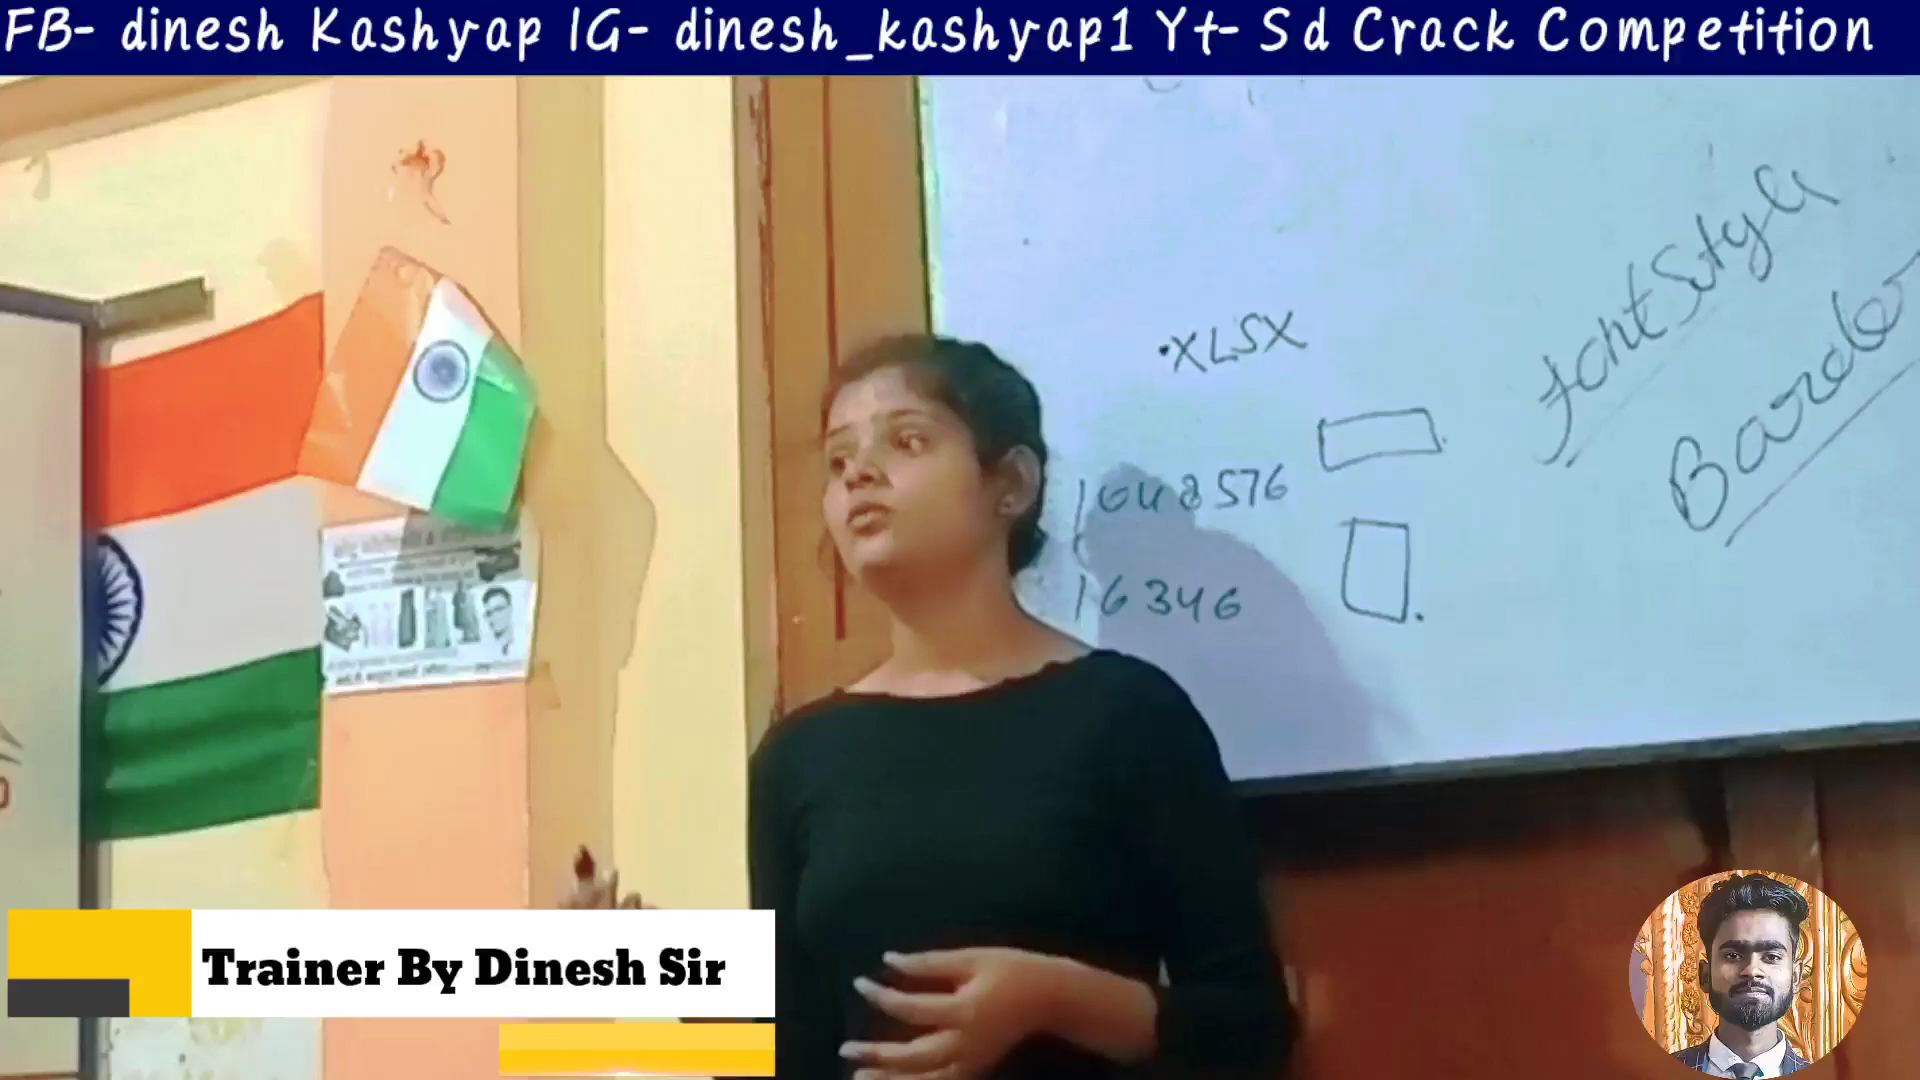 FB- dinesh Kashyap IG- dinesh_kashyap1 Yt- Sd Crack Competition
Font Style
.XLSX
Border
1048576
16346
Trainer By Dinesh Sir